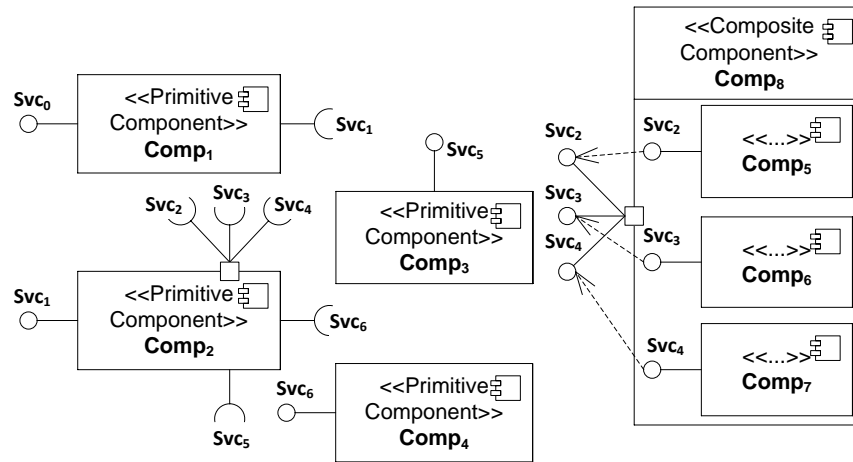 Svc0
<<Primitive
Component>>
Comp1
Svc1
Svc2
Svc3
Svc4
Svc1
<<Primitive
Component>>
Comp2
Svc6
Svc5
Svc5
<<Primitive
Component>>
Comp3
Svc6
<<Primitive
Component>>
Comp4
<<Composite
Component>>
Comp8
Svc2
Svc3
Svc4
Svc2
<<...>>
Comp5
Svc3
<<...>>
Comp6
Svc4
<<...>>
Comp7